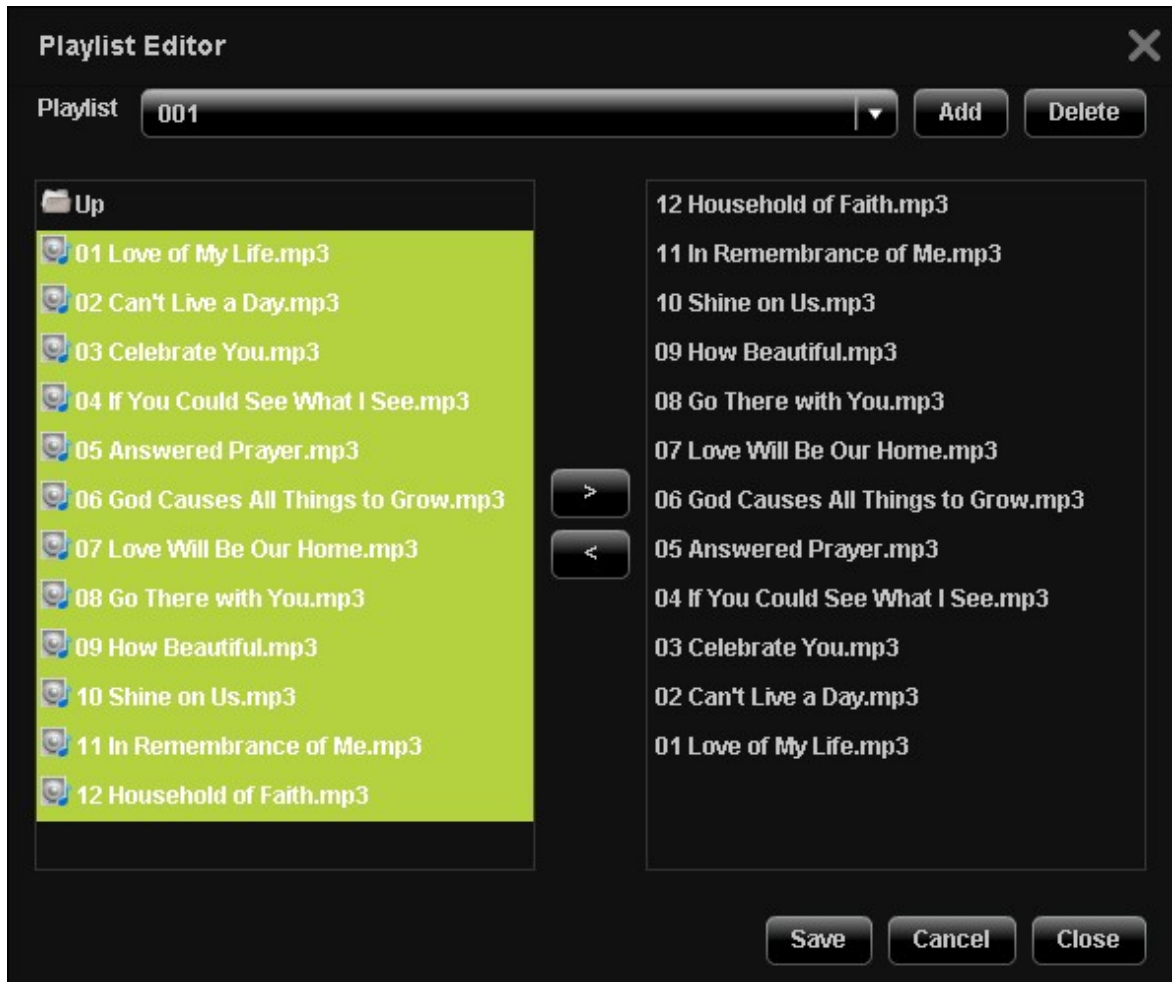 Playlist Editor
Playlist
001
Add
Delete
Up
01 Love of My Life.mp3
02 Can't Live a Day.mp3
03 Celebrate You.mp3
04 If You Could See What I See.mp3
05 Answered Prayer.mp3
06 God Causes All Things to Grow.mp3
07 Love Will Be Our Home.mp3
08 Go There with You.mp3
09 How Beautiful.mp3
10 Shine on Us.mp3
11 In Remembrance of Me.mp3
12 Household of Faith.mp3
>
<
12 Household of Faith.mp3
11 In Remembrance of Me.mp3
10 Shine on Us.mp3
09 How Beautiful.mp3
08 Go There with You.mp3
07 Love Will Be Our Home.mp3
06 God Causes All Things to Grow.mp3
05 Answered Prayer.mp3
04 If You Could See What I See.mp3
03 Celebrate You.mp3
02 Can't Live a Day.mp3
01 Love of My Life.mp3
Save
Cancel
Close